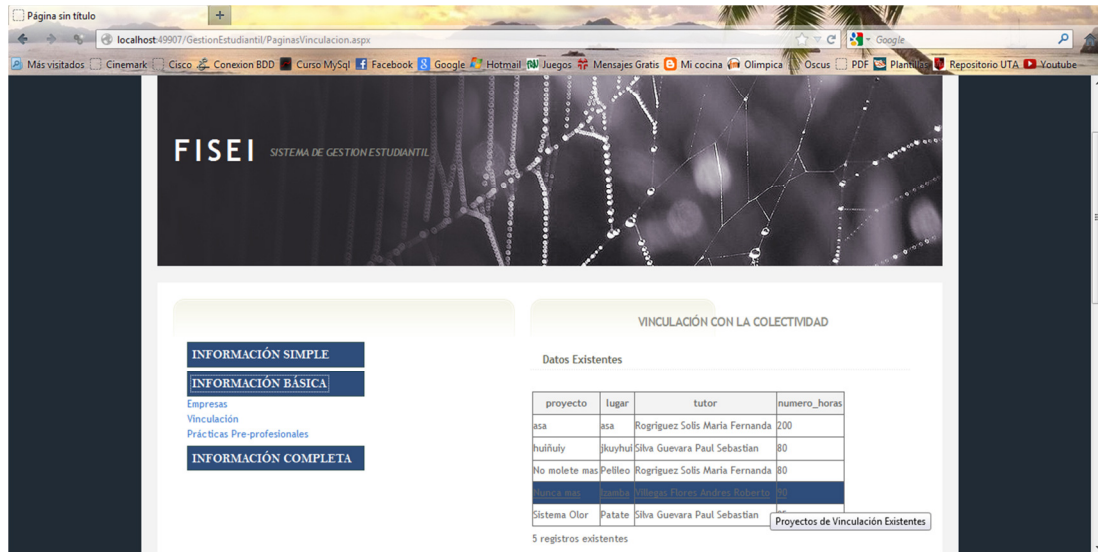 Página sin título
localhost:49907/GestionEstudiantil/PaginasVinculacion.aspx
Google
Más visitados Cinemark Cisco Conexion BDD Curso MySql Facebook Google Hotmail Juegos Mensajes Gratis Mi cocina Olimpica Oscus PDF Plantillas Repositorio UTA Youtube
FISEI SISTEMA DE GESTION ESTUDIANTIL
VINCULACIÓN CON LA COLECTIVIDAD
INFORMACIÓN SIMPLE
INFORMACIÓN BÁSICA
Empresas
Vinculación
Prácticas Pre-profesionales
INFORMACIÓN COMPLETA
Datos Existentes
proyecto lugar tutor numero_horas
asa asa Rogriguez Solis Maria Fernanda 200
huiñuiy jkuyhui Silva Guevara Paul Sebastian 80
No molete mas Pelileo Rogriguez Solis Maria Fernanda 80
Nunca mas Izamba Villegas Flores Andres Roberto 90
Sistema Olor Patate Silva Guevara Paul Sebastian
Proyectos de Vinculación Existentes
5 registros existentes